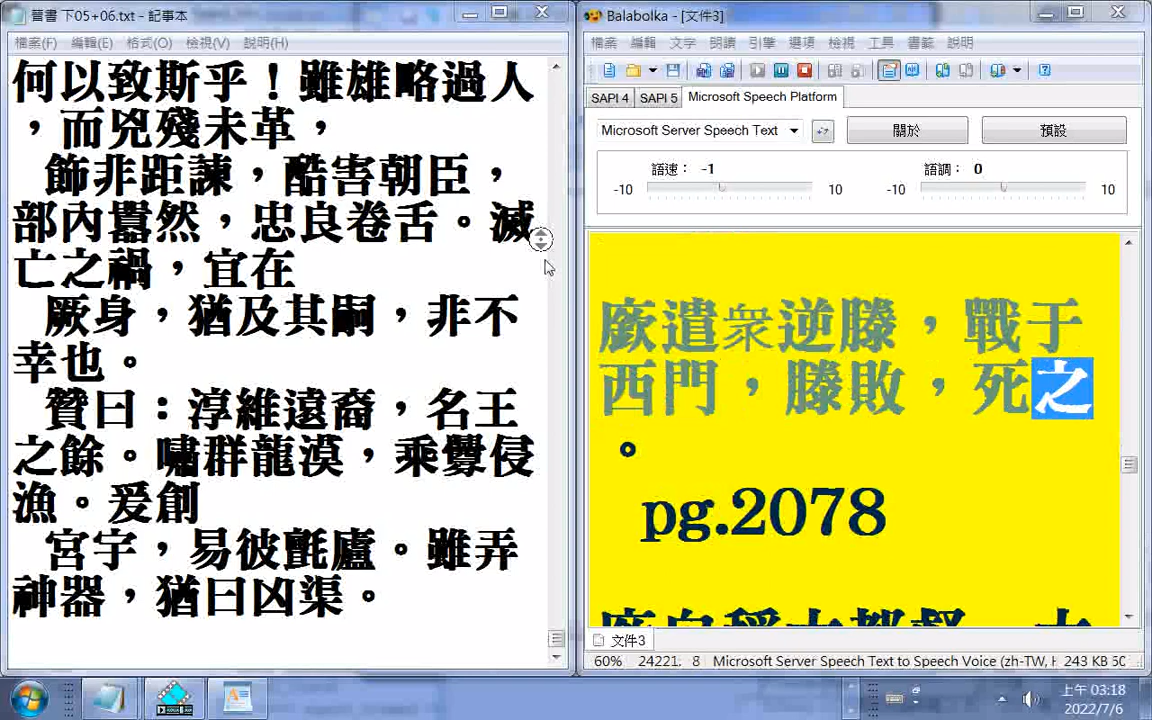 晉書 下05+06.txt - 記事本
檔案(F) 編輯(E) 格式(O) 檢視(V) 說明(H)
何以致斯乎！雖雄略過人
，而兇殘未革，
飾非距諫，酷害朝臣，
部內囂然，忠良卷舌。滅
亡之禍，宜在
厥身，猶及其嗣，非不
幸也。
贊曰：淳維遠裔，名王
之餘。嘯群龍漠，乘釁侵
漁。爰創
宮宇，易彼氈廬。雖弄
神器，猶曰凶渠。
Balabolka - [文件3]
檔案 編輯 文字 朗讀 引擎 選項 檢視 工具 書籤 說明
SAPI 4 SAPI 5 Microsoft Speech Platform
Microsoft Server Speech Text 關於 預設
語速： -1 語調： 0
-10 10 -10 10
厥遣衆逆滕，戰于
西門，滕敗，死之
。
pg.2078
文件3
60% 24221. 8 Microsoft Server Speech Text to Speech Voice (zh-TW, H 243 KB 50
上午 03:18
2022/7/6